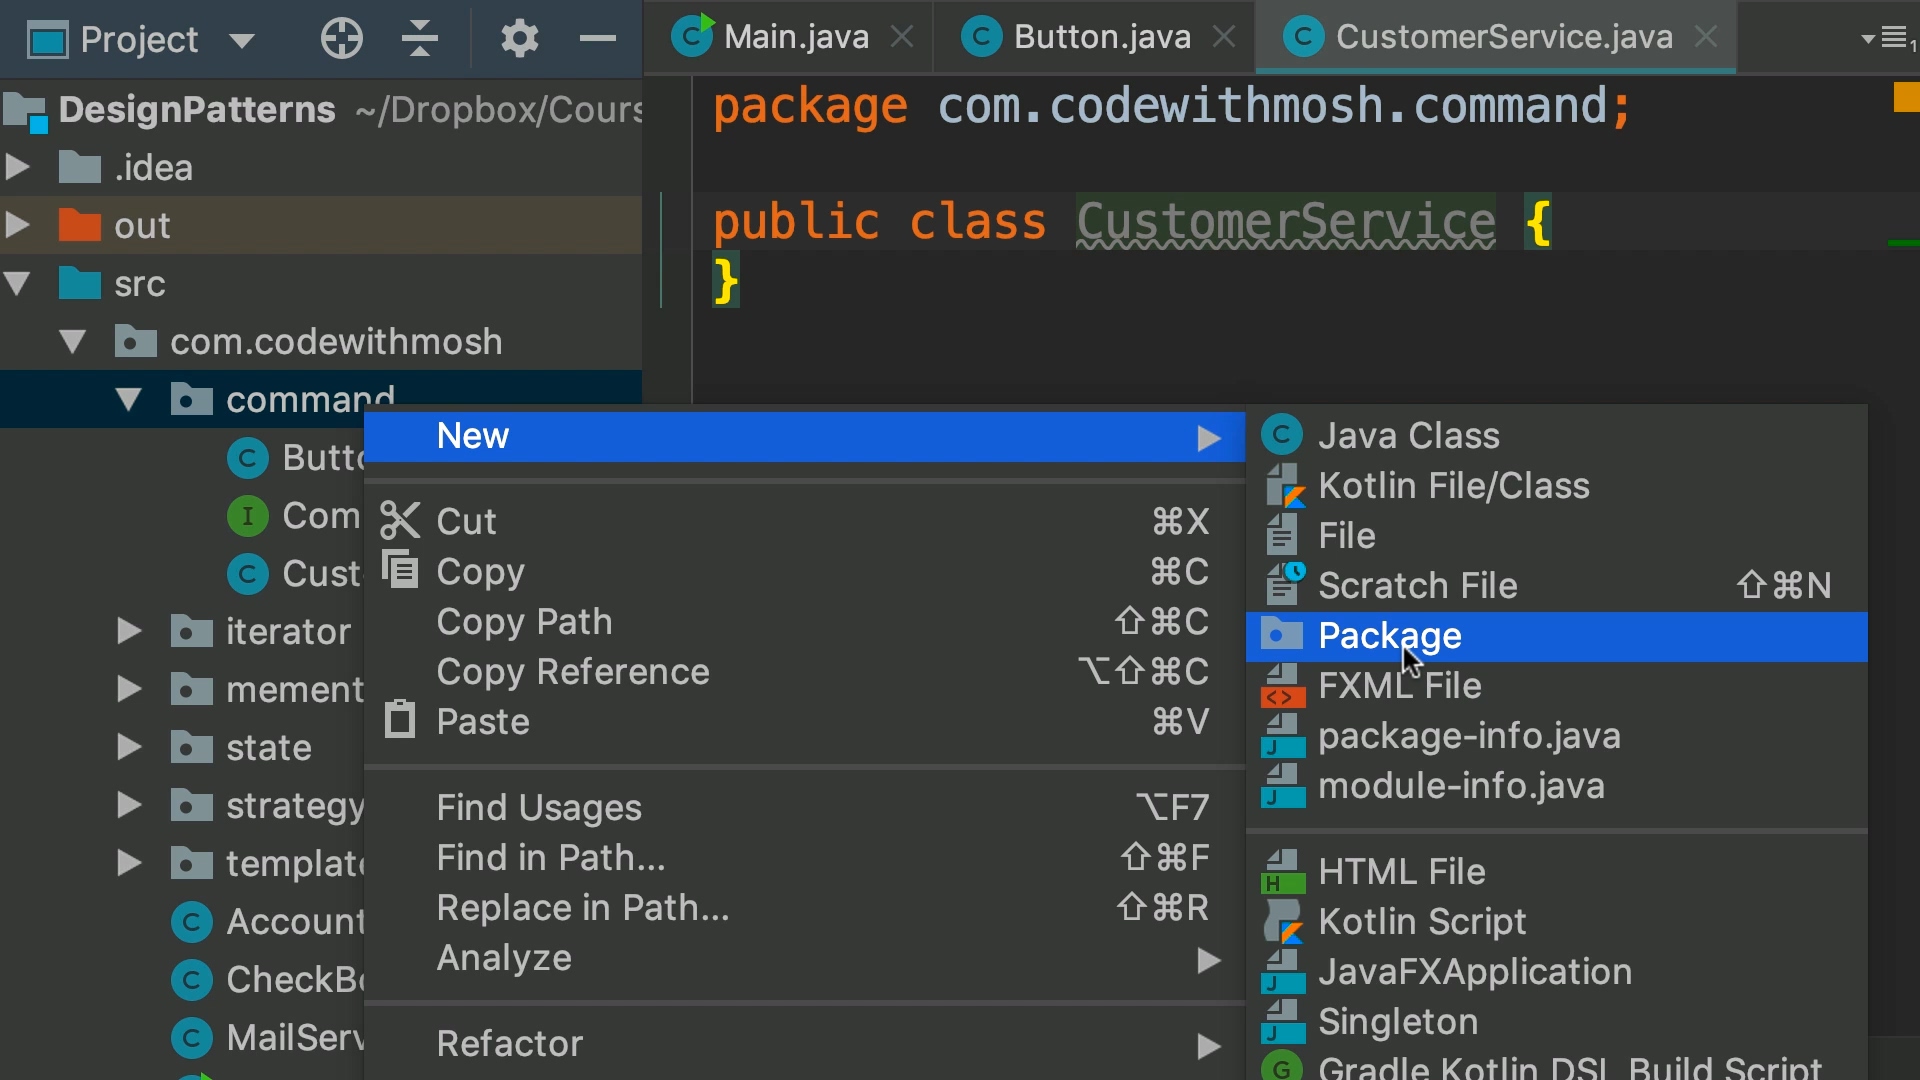 Project
Main.java
Button.java
CustomerService.java
1
DesignPatterns ~/Dropbox/Cours
.idea
out
src
com.codewithmosh
command
Butto
Com
Cust
iterator
mement
state
strategy
template
Account
CheckBo
MailServ
package com.codewithmosh.command;
public class CustomerService {
}
New
Cut ⌘X
Copy ⌘C
Copy Path ⇧⌘C
Copy Reference ⌥⇧⌘C
Paste ⌘V
Find Usages ⌥F7
Find in Path... ⇧⌘F
Replace in Path... ⇧⌘R
Analyze
Refactor
Java Class
Kotlin File/Class
File
Scratch File ⇧⌘N
Package
FXML File
package-info.java
module-info.java
HTML File
Kotlin Script
JavaFXApplication
Singleton
Gradle Kotlin DSL Build Script